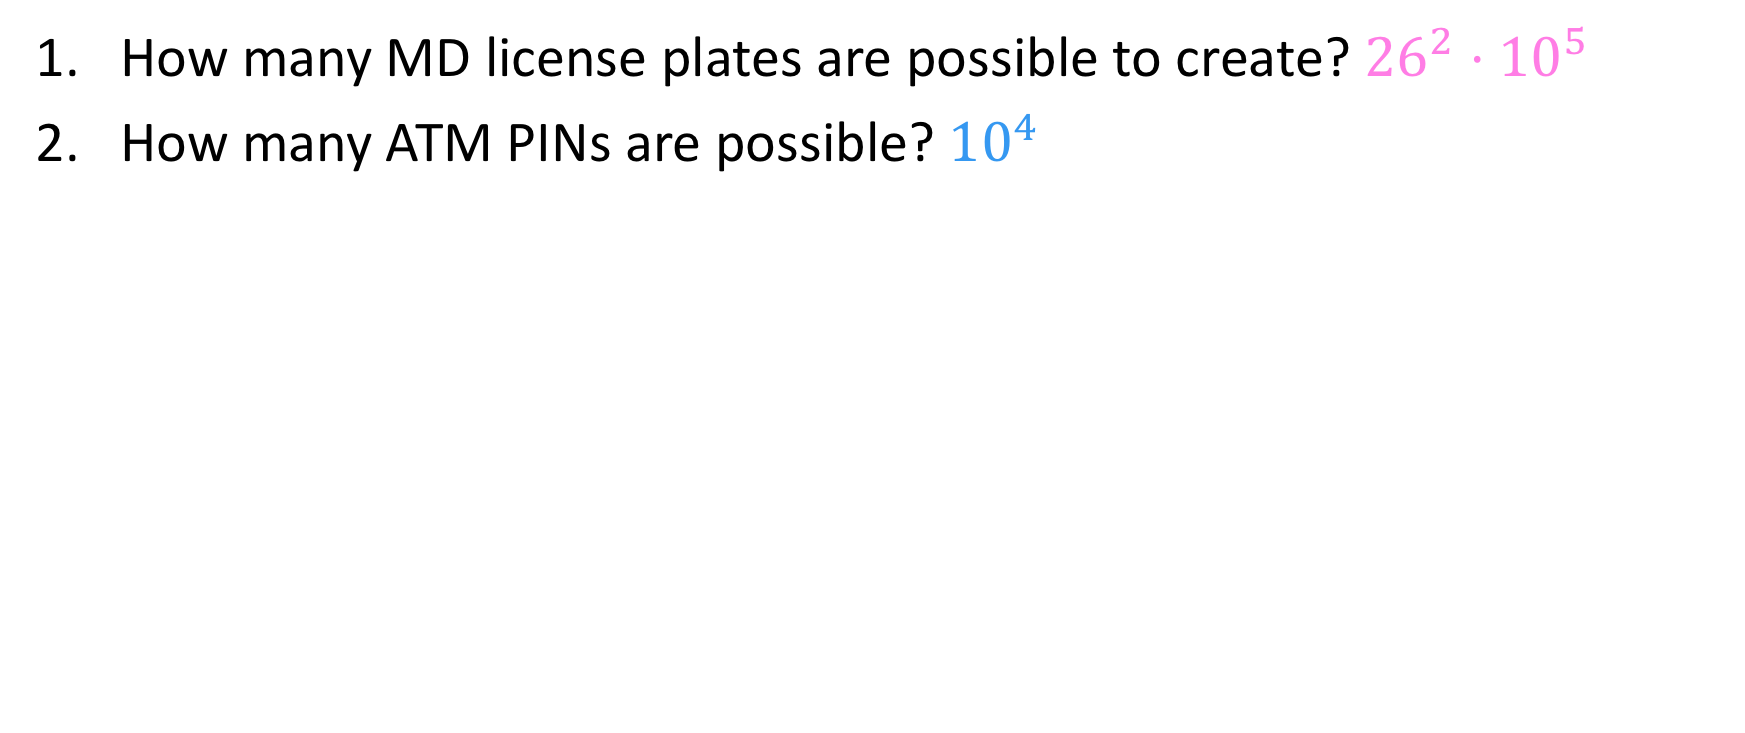 1. How many MD license plates are possible to create? 26² · 10⁵
2. How many ATM PINs are possible? 10⁴